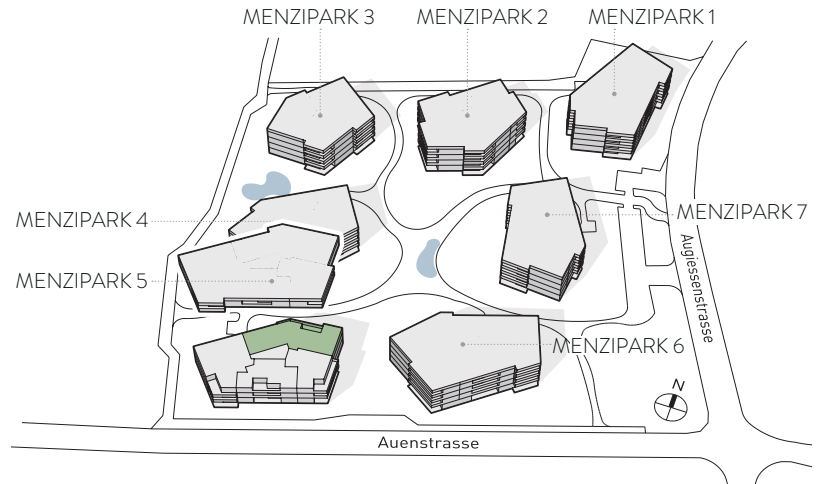 MENZIPARK 3
MENZIPARK 2
MENZIPARK 1
MENZIPARK 4
MENZIPARK 7
MENZIPARK 5
Augiessenstrasse
MENZIPARK 6
N
Auenstrasse